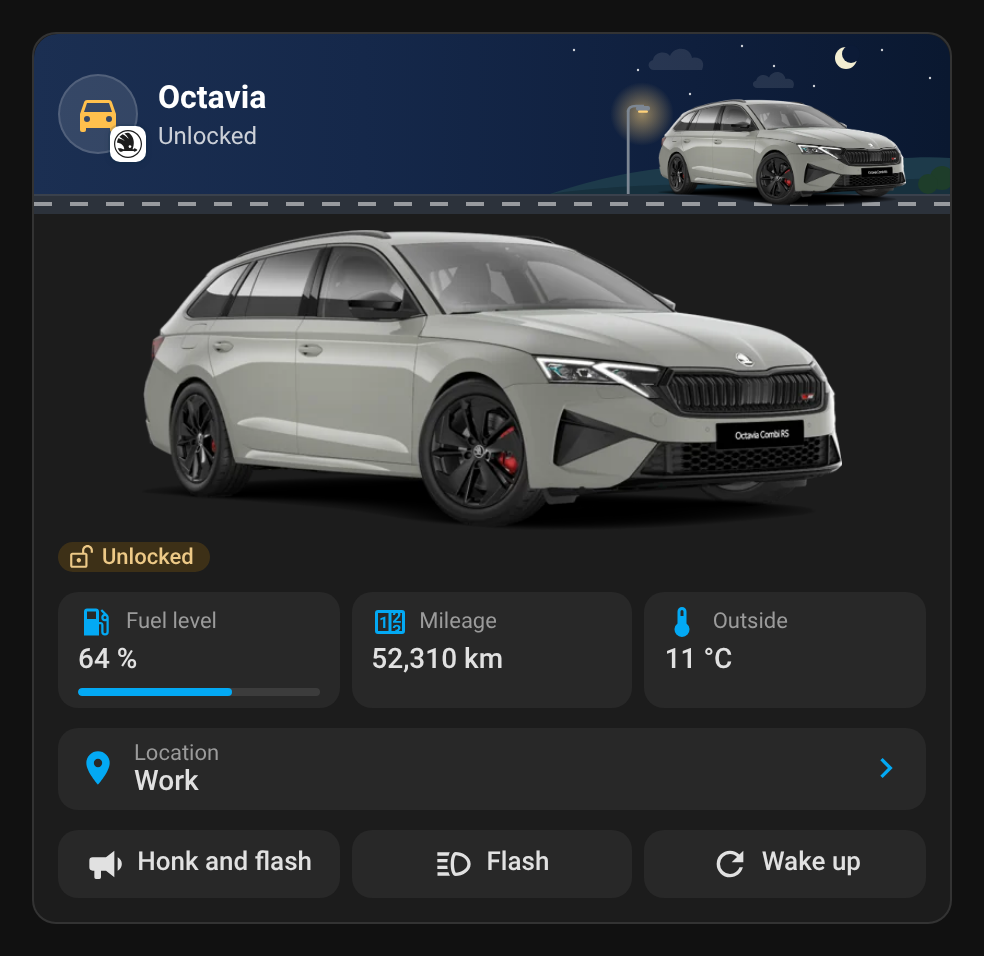 Octavia
Unlocked
Octavia Combi RS
Unlocked
Fuel level
64 %
Mileage
52,310 km
Outside
11 °C
Location
Work
Honk and flash
Flash
Wake up